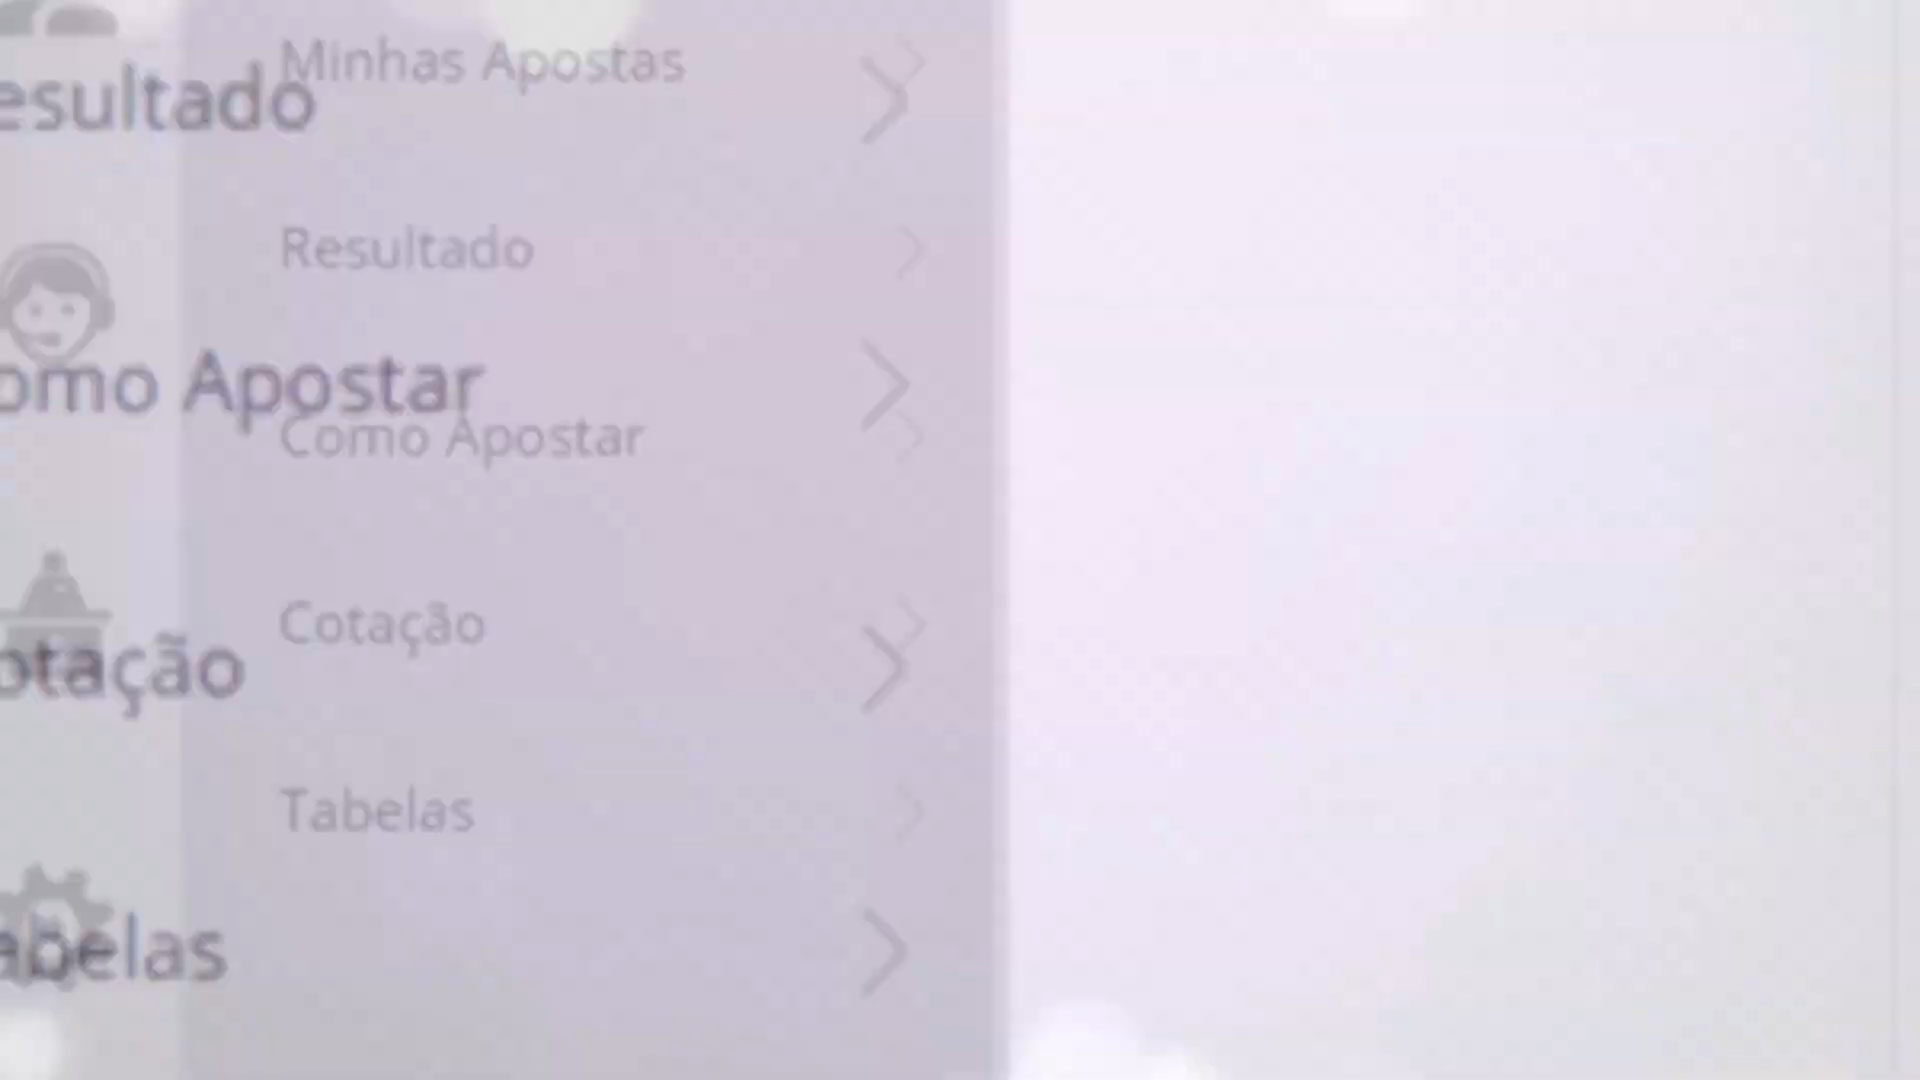 Minhas Apostas
esultado
Resultado
omo Apostar
Como Apostar
Cotação
otação
Tabelas
abelas